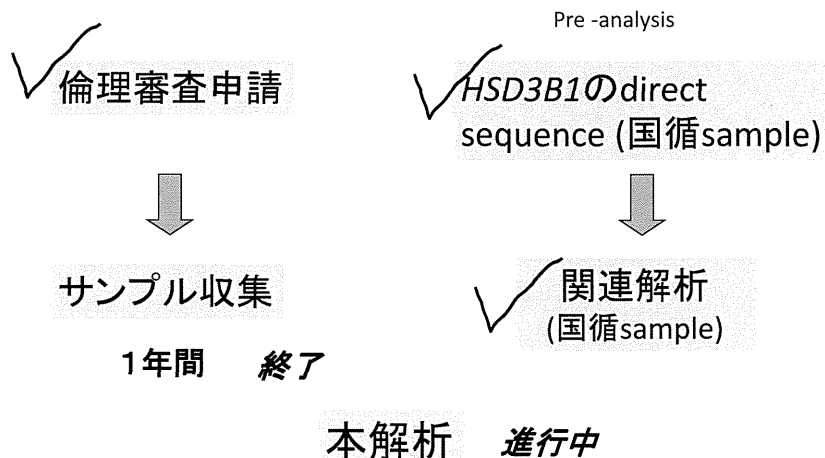 Pre -analysis
倫理審査申請
HSD3B1のdirect
sequence (国循sample)
サンプル収集
関連解析
(国循sample)
1年間 終了
本解析 進行中